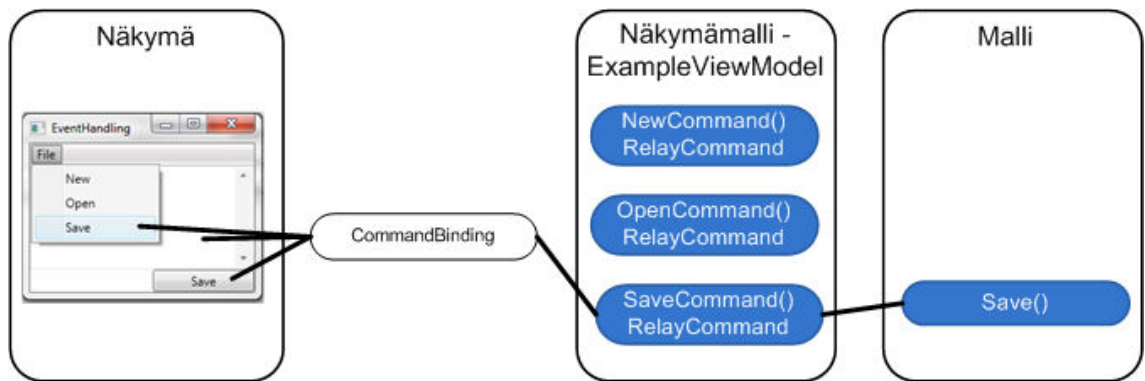 Näkymä
EventHandling
File
New
Open
Save
Save
CommandBinding
Näkymämalli -
ExampleViewModel
NewCommand()
RelayCommand
OpenCommand()
RelayCommand
SaveCommand()
RelayCommand
Malli
Save()